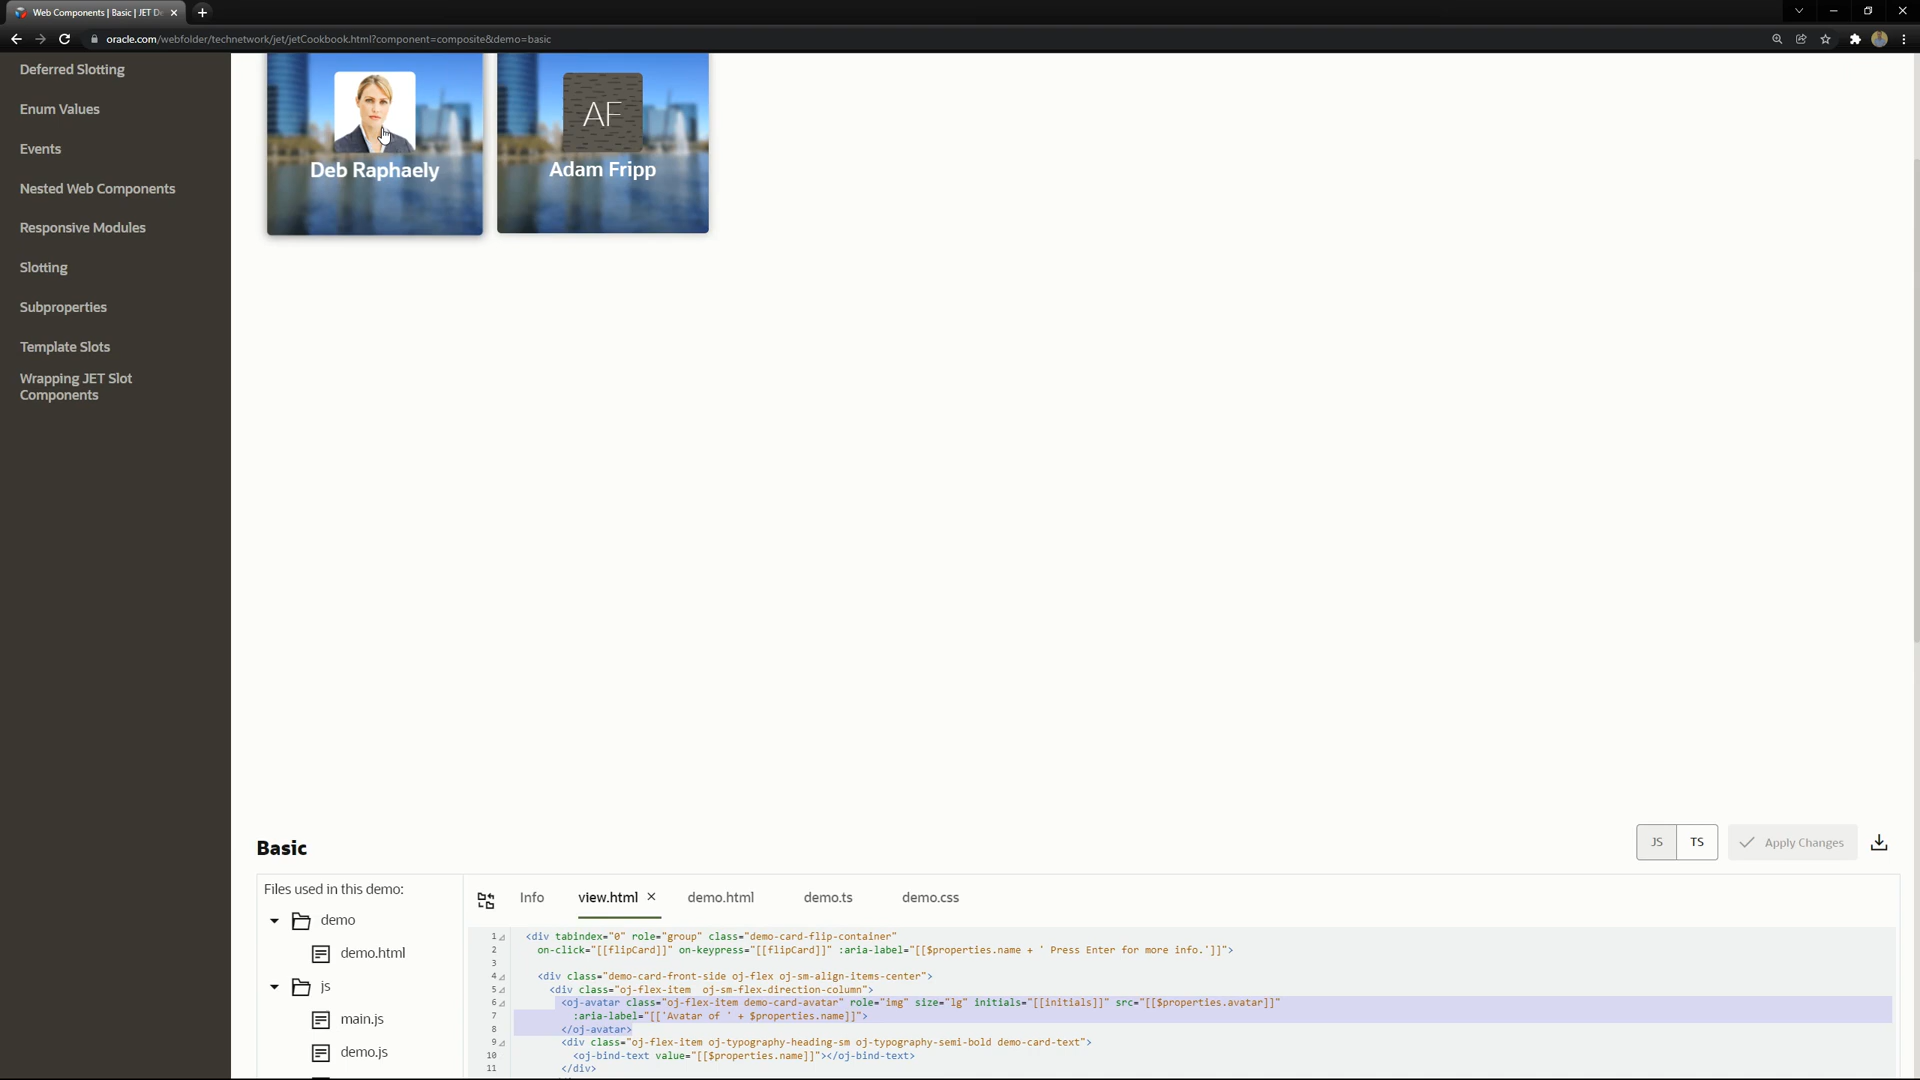 Web Components | Basic | JET D
oracle.com/webfolder/technetwork/jet/jetCookbook.html?component=composite&demo=basic
Deferred Slotting
Enum Values
Events
Nested Web Components
Responsive Modules
Slotting
Subproperties
Template Slots
Wrapping JET Slot
Components
Deb Raphaely
AF
Adam Fripp
Basic
JS
TS
Apply Changes
Files used in this demo:
demo
demo.html
js
main.js
demo.js
Info
view.html
demo.html
demo.ts
demo.css
1 <div tabindex="0" role="group" class="demo-card-flip-container"
2 on-click="[[flipCard]]" on-keypress="[[flipCard]]" :aria-label="[[$properties.name + ' Press Enter for more info.']]">
3
4 <div class="demo-card-front-side oj-flex oj-sm-align-items-center">
5 <div class="oj-flex-item  oj-sm-flex-direction-column">
6 <oj-avatar class="oj-flex-item demo-card-avatar" role="img" size="lg" initials="[[initials]]" src="[[$properties.avatar]]"
7 :aria-label="[['Avatar of ' + $properties.name]]">
8 </oj-avatar>
9 <div class="oj-flex-item oj-typography-heading-sm oj-typography-semi-bold demo-card-text">
10 <oj-bind-text value="[[$properties.name]]"></oj-bind-text>
11 </div>